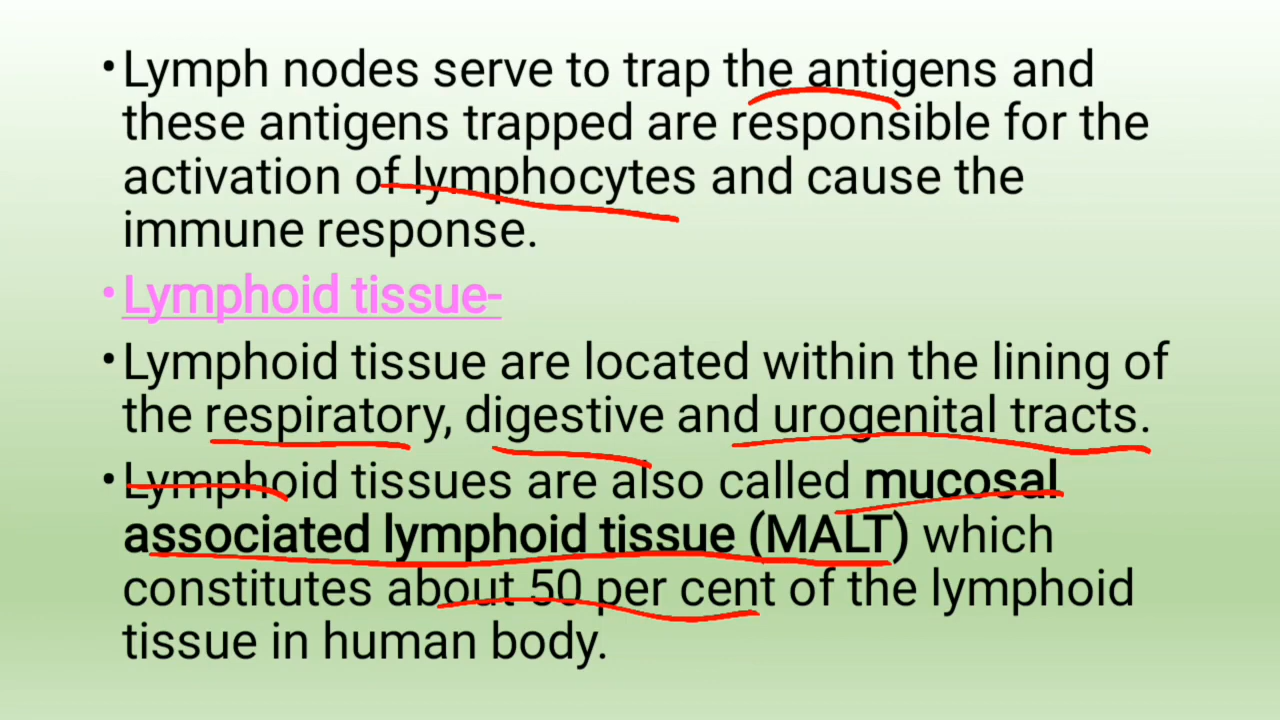 •Lymph nodes serve to trap the antigens and
these antigens trapped are responsible for the
activation of lymphocytes and cause the
immune response.
•Lymphoid tissue-
•Lymphoid tissue are located within the lining of
the respiratory, digestive and urogenital tracts.
•Lymphoid tissues are also called mucosal
associated lymphoid tissue (MALT) which
constitutes about 50 per cent of the lymphoid
tissue in human body.